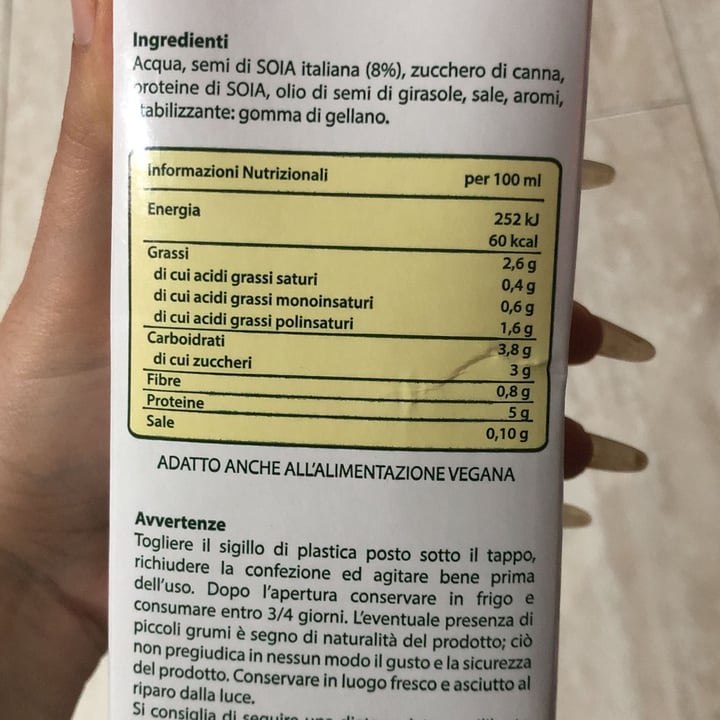 Ingredienti
Acqua, semi di SOIA italiana (8%), zucchero di canna,
proteine di SOIA, olio di semi di girasole, sale, aromi,
tabilizzante: gomma di gellano.
Informazioni Nutrizionali per 100 ml
Energia 252 kJ
60 kcal
Grassi 2,6 g
di cui acidi grassi saturi 0,4 g
di cui acidi grassi monoinsaturi 0,6 g
di cui acidi grassi polinsaturi 1,6 g
Carboidrati 3,8 g
di cui zuccheri 3 g
Fibre 0,8 g
Proteine 5 g
Sale 0,10 g
ADATTO ANCHE ALL'ALIMENTAZIONE VEGANA
Avvertenze
Togliere il sigillo di plastica posto sotto il tappo,
richiudere la confezione ed agitare bene prima
dell'uso. Dopo l'apertura conservare in frigo e
consumare entro 3/4 giorni. L'eventuale presenza di
piccoli grumi è segno di naturalità del prodotto; ciò
non pregiudica in nessun modo il gusto e la sicurezza
del prodotto. Conservare in luogo fresco e asciutto al
riparo dalla luce.
Si consiglia di seguire una